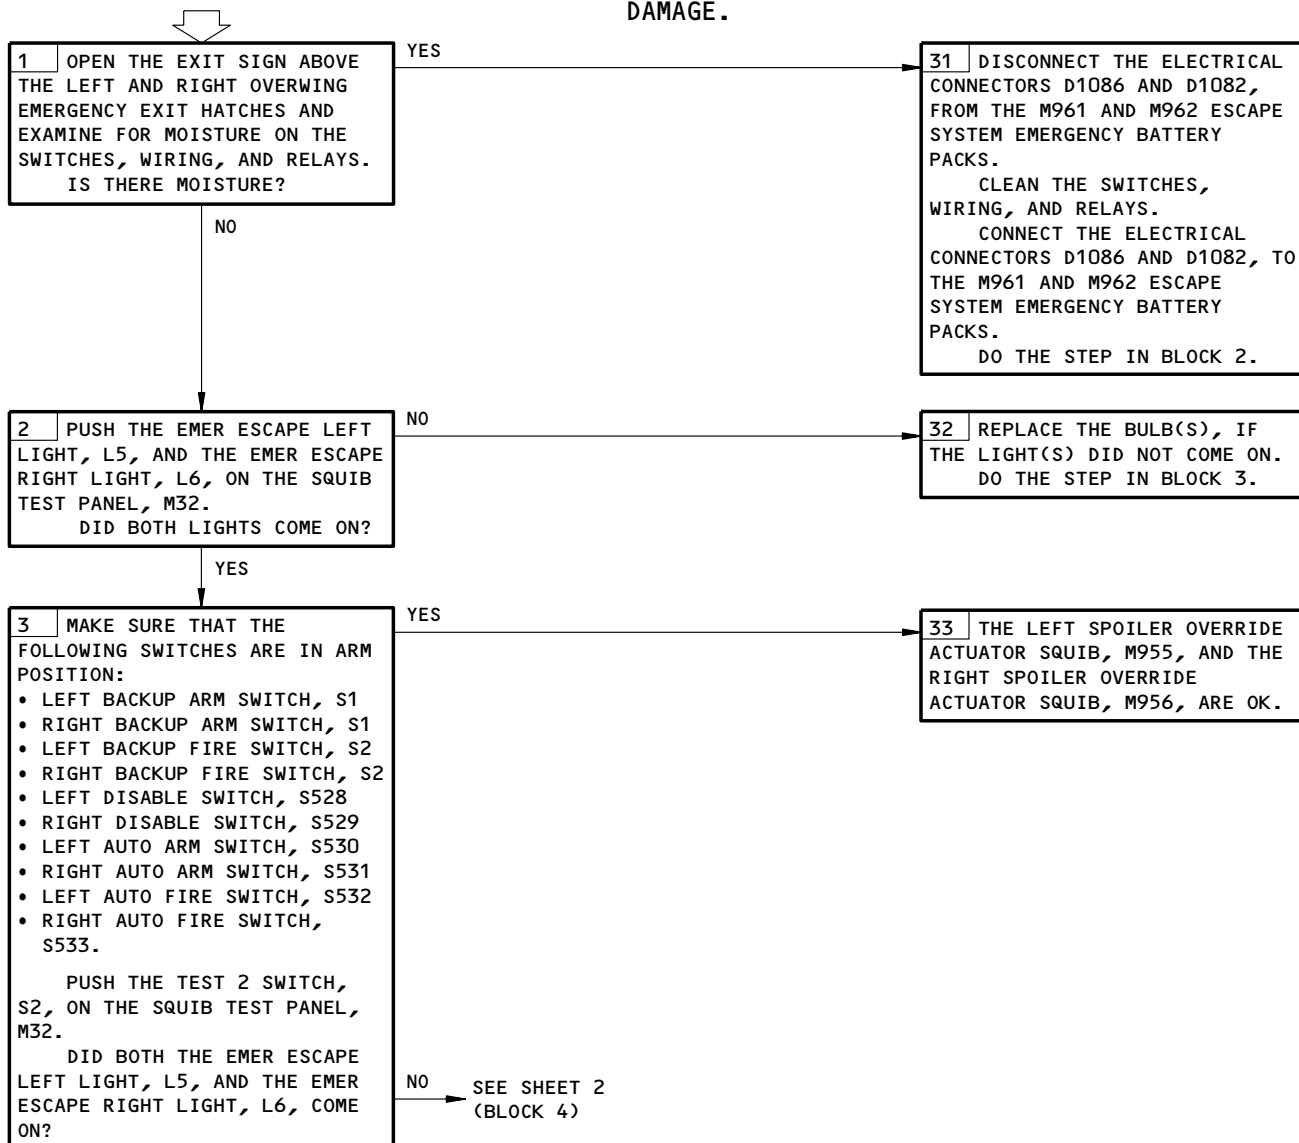 DAMAGE.
1 OPEN THE EXIT SIGN ABOVE
THE LEFT AND RIGHT OVERWING
EMERGENCY EXIT HATCHES AND
EXAMINE FOR MOISTURE ON THE
SWITCHES, WIRING, AND RELAYS.
IS THERE MOISTURE?
YES
NO
31 DISCONNECT THE ELECTRICAL
CONNECTORS D1086 AND D1082,
FROM THE M961 AND M962 ESCAPE
SYSTEM EMERGENCY BATTERY
PACKS.
CLEAN THE SWITCHES,
WIRING, AND RELAYS.
CONNECT THE ELECTRICAL
CONNECTORS D1086 AND D1082, TO
THE M961 AND M962 ESCAPE
SYSTEM EMERGENCY BATTERY
PACKS.
DO THE STEP IN BLOCK 2.
2 PUSH THE EMER ESCAPE LEFT
LIGHT, L5, AND THE EMER ESCAPE
RIGHT LIGHT, L6, ON THE SQUIB
TEST PANEL, M32.
DID BOTH LIGHTS COME ON?
NO
YES
32 REPLACE THE BULB(S), IF
THE LIGHT(S) DID NOT COME ON.
DO THE STEP IN BLOCK 3.
3 MAKE SURE THAT THE
FOLLOWING SWITCHES ARE IN ARM
POSITION:
• LEFT BACKUP ARM SWITCH, S1
• RIGHT BACKUP ARM SWITCH, S1
• LEFT BACKUP FIRE SWITCH, S2
• RIGHT BACKUP FIRE SWITCH, S2
• LEFT DISABLE SWITCH, S528
• RIGHT DISABLE SWITCH, S529
• LEFT AUTO ARM SWITCH, S530
• RIGHT AUTO ARM SWITCH, S531
• LEFT AUTO FIRE SWITCH, S532
• RIGHT AUTO FIRE SWITCH,
S533.
PUSH THE TEST 2 SWITCH,
S2, ON THE SQUIB TEST PANEL,
M32.
DID BOTH THE EMER ESCAPE
LEFT LIGHT, L5, AND THE EMER
ESCAPE RIGHT LIGHT, L6, COME
ON?
YES
33 THE LEFT SPOILER OVERRIDE
ACTUATOR SQUIB, M955, AND THE
RIGHT SPOILER OVERRIDE
ACTUATOR SQUIB, M956, ARE OK.
NO
SEE SHEET 2
(BLOCK 4)